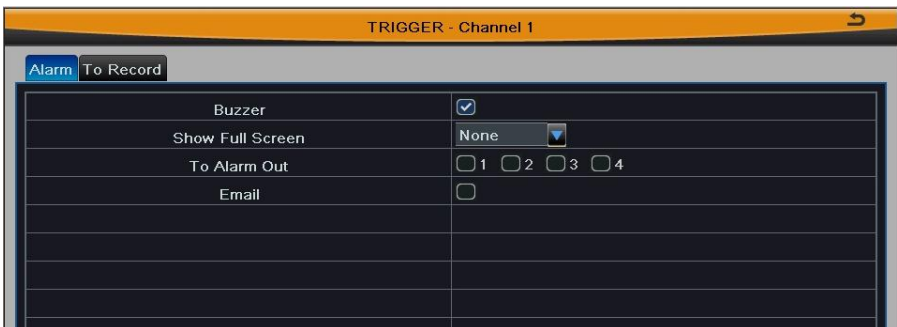 TRIGGER - Channel 1
Alarm To Record
Buzzer
Show Full Screen None
To Alarm Out 1 2 3 4
Email